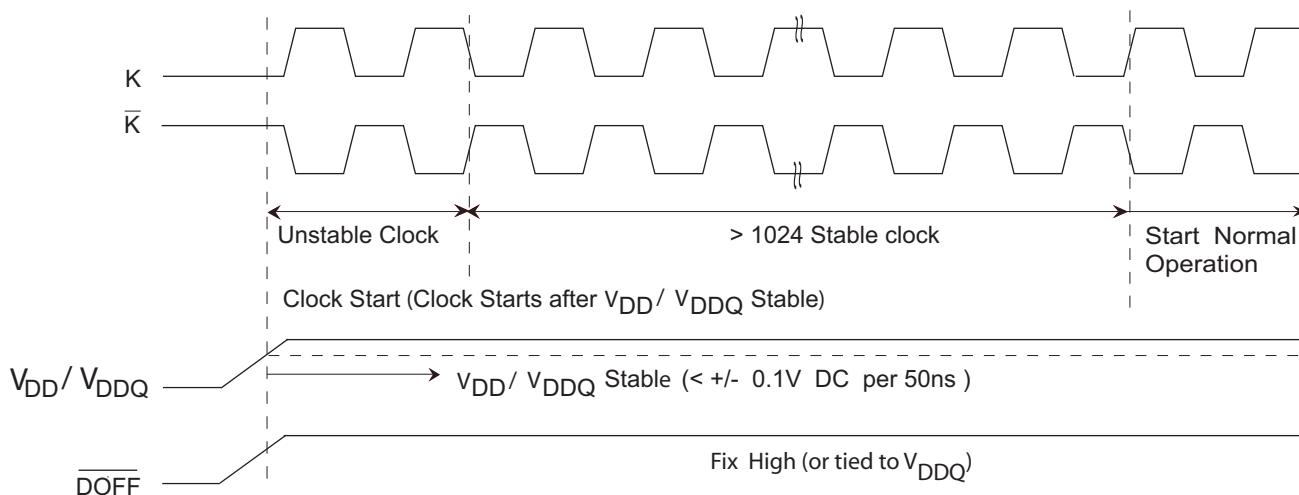 K
K̅
Unstable Clock
> 1024 Stable clock
Start Normal
Operation
Clock Start (Clock Starts after VDD / VDDQ Stable)
VDD / VDDQ
VDD / VDDQ Stable (< +/- 0.1V DC per 50ns )
Fix High (or tied to VDDQ)
D̅O̅F̅F̅